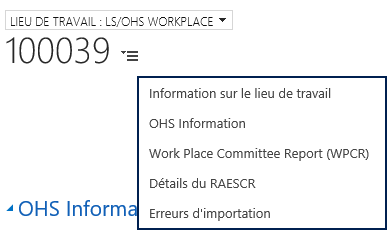 LIEU DE TRAVAIL : LS/OHS WORKPLACE
100039
Information sur le lieu de travail
OHS Information
Work Place Committee Report (WPCR)
Détails du RAESCR
Erreurs d'importation
OHS Informa